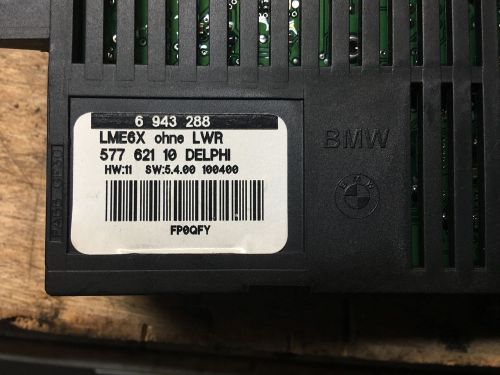 6 943 288
LME6X ohne LWR
577 621 10 DELPHI
HW:11 SW:5.4.00 100400
FP0QFY
BMW
BMW